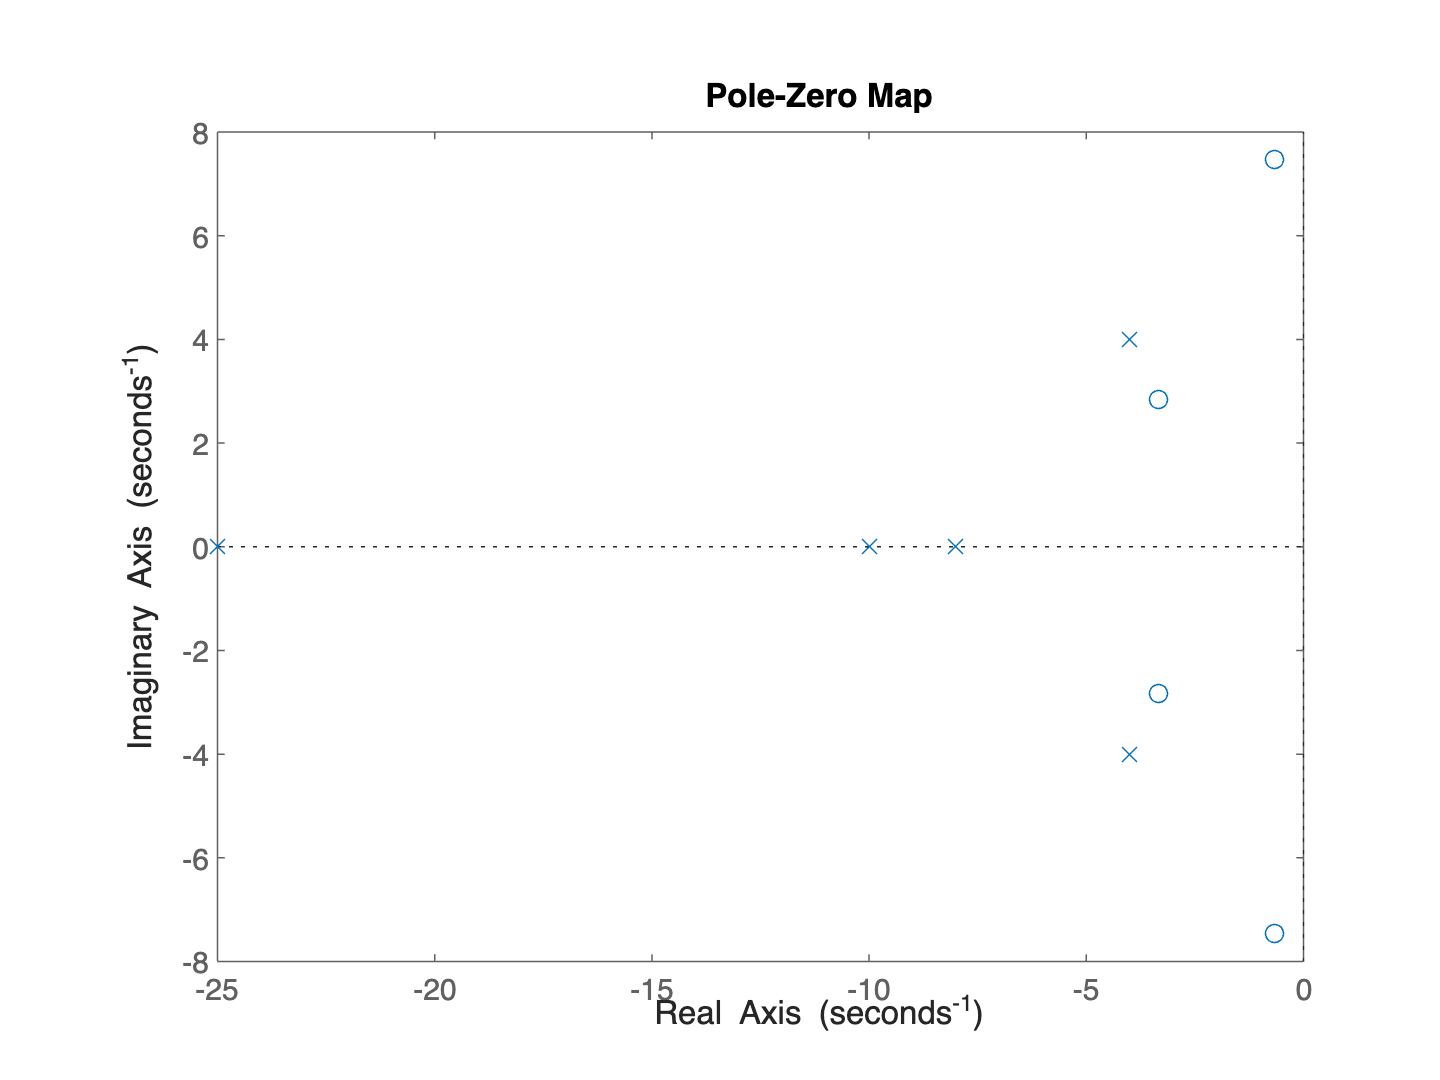 Pole-Zero Map
8
6
4
2
0
-2
-4
-6
-8
-25 -20 -15 -10 -5 0
Real Axis (seconds⁻¹)
Imaginary Axis (seconds⁻¹)